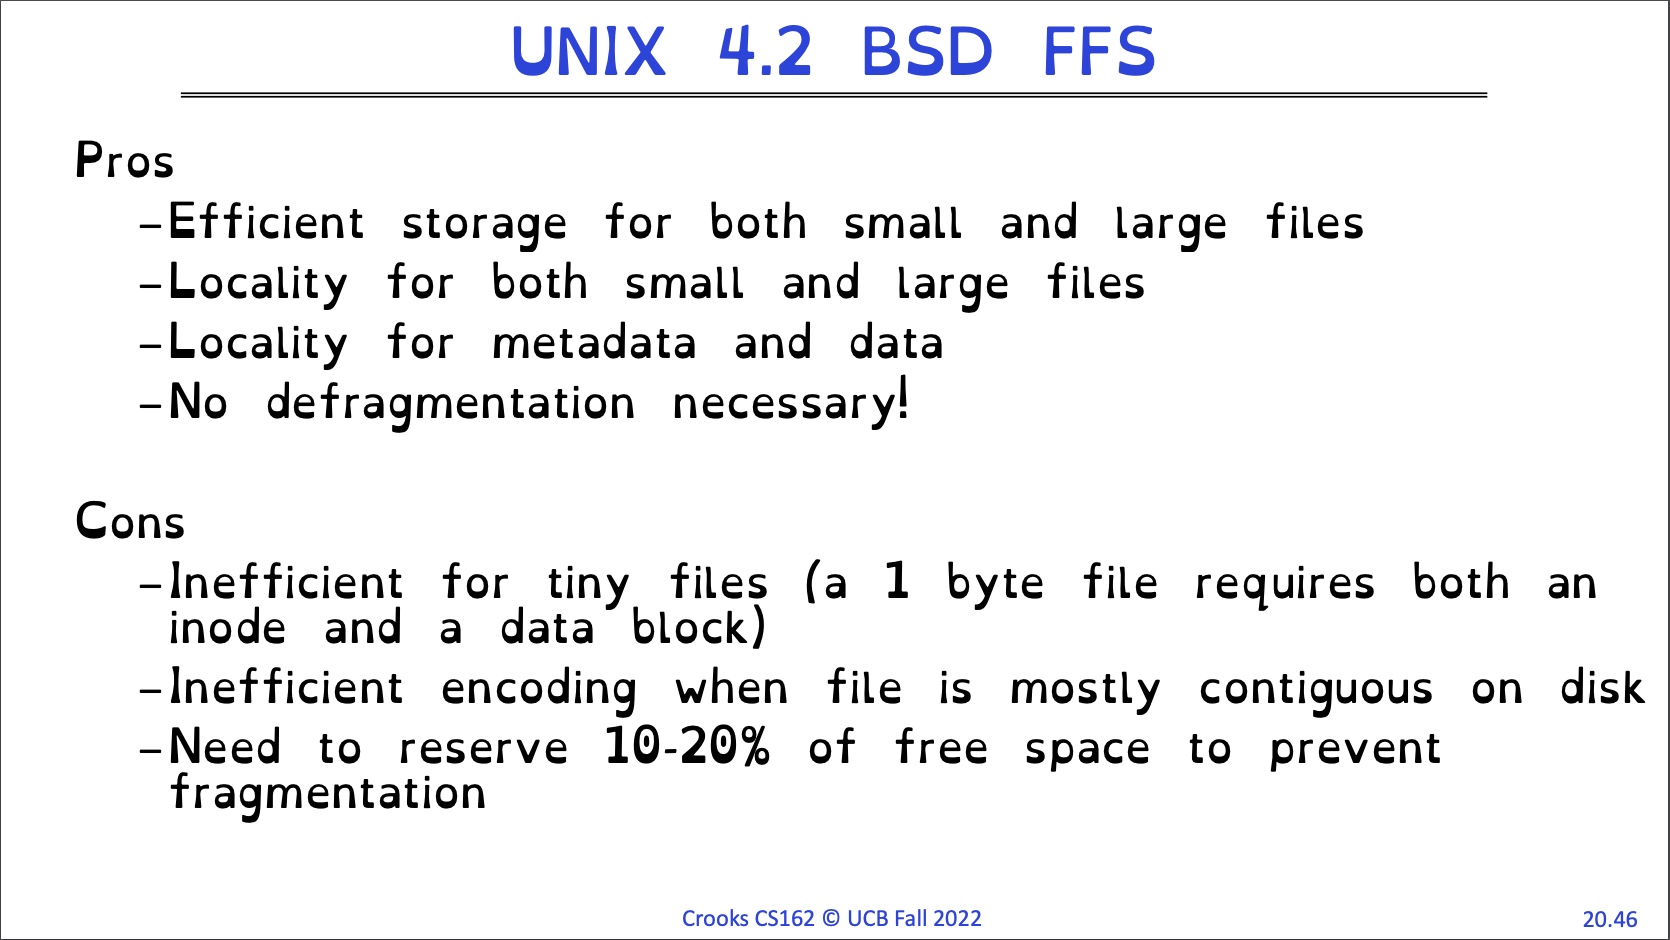 UNIX 4.2 BSD FFS
Pros
–Efficient storage for both small and large files
–Locality for both small and large files
–Locality for metadata and data
–No defragmentation necessary!
Cons
–Inefficient for tiny files (a 1 byte file requires both an
inode and a data block)
–Inefficient encoding when file is mostly contiguous on disk
–Need to reserve 10-20% of free space to prevent
fragmentation
Crooks CS162 © UCB Fall 2022
20.46